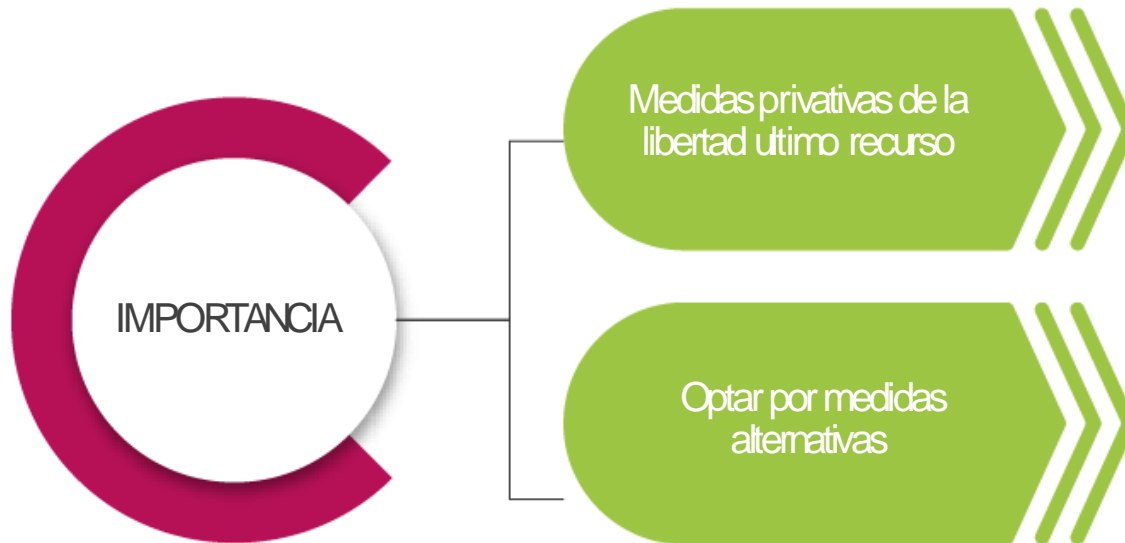 IMPORTANCIA
Medidas privativas de la
libertad ultimo recurso
Optar por medidas
alternativas